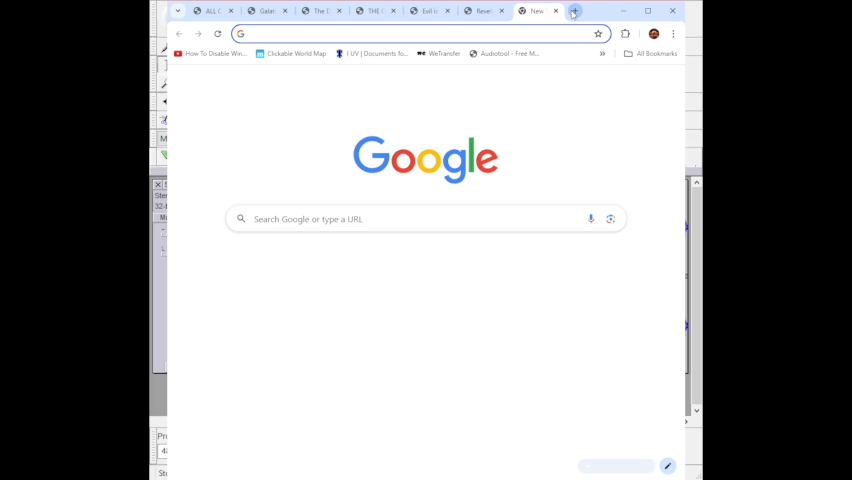 ALL C
Galat
The D
THE C
Evil is
Revel
New
How To Disable Win...
Clickable World Map
I UV | Documents fo...
WeTransfer
Audiotool - Free M...
All Bookmarks
Google
Search Google or type a URL